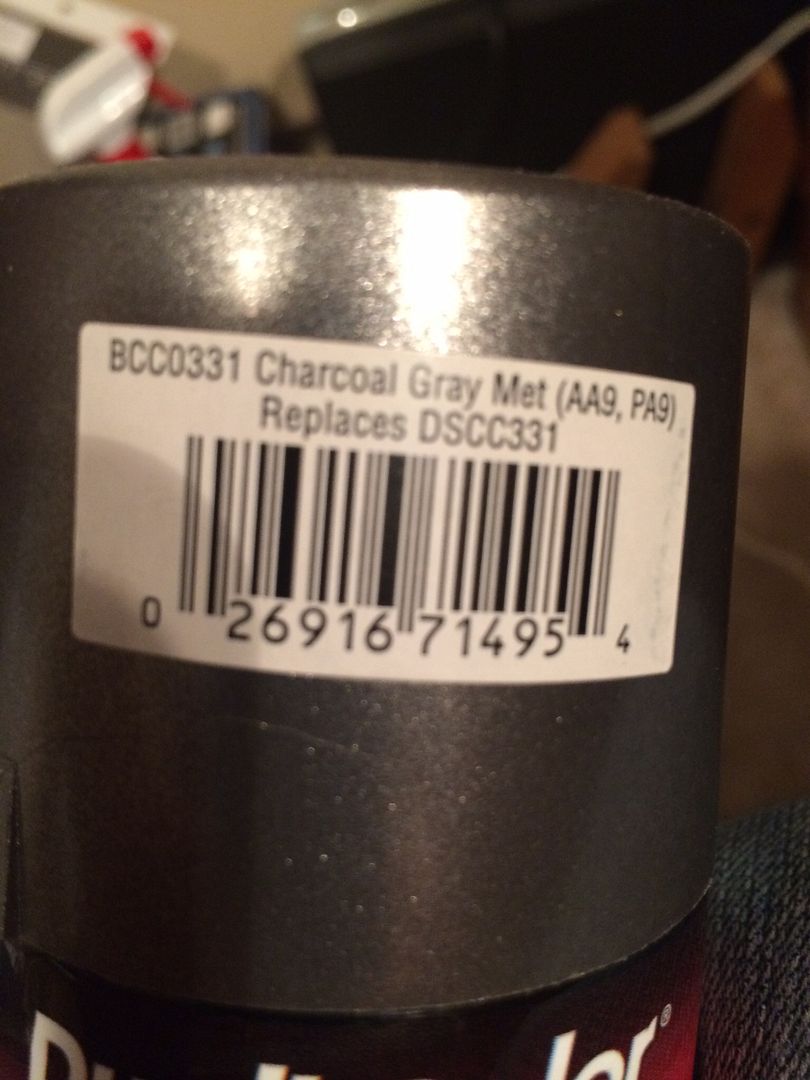 BCC0331 Charcoal Gray Met (AA9, PA9)
Replaces DSCC331
0 26916 71495 4